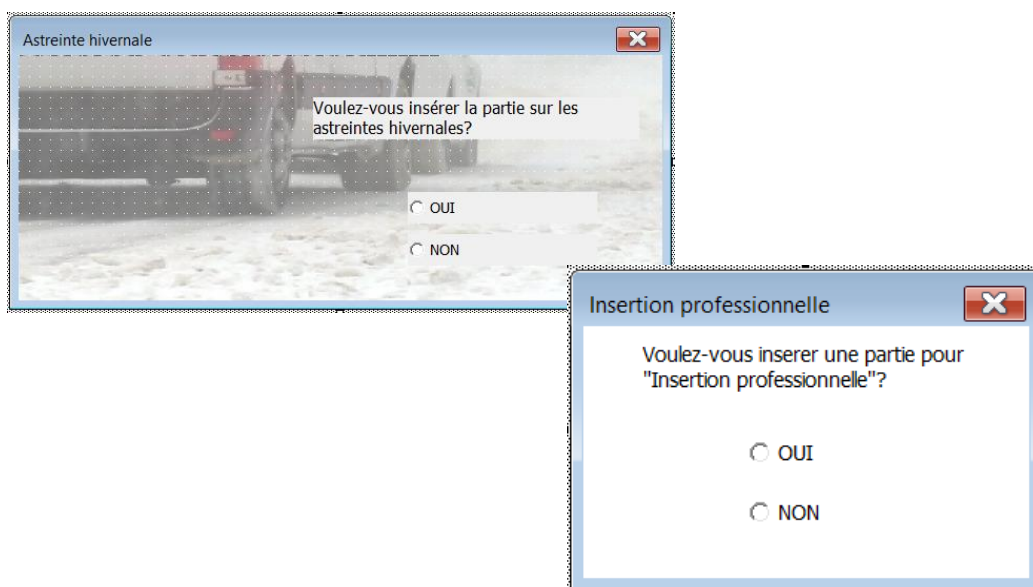 Astreinte hivernale
Voulez-vous insérer la partie sur les
astreintes hivernales?
OUI
NON
Insertion professionnelle
Voulez-vous inserer une partie pour
"Insertion professionnelle"?
OUI
NON